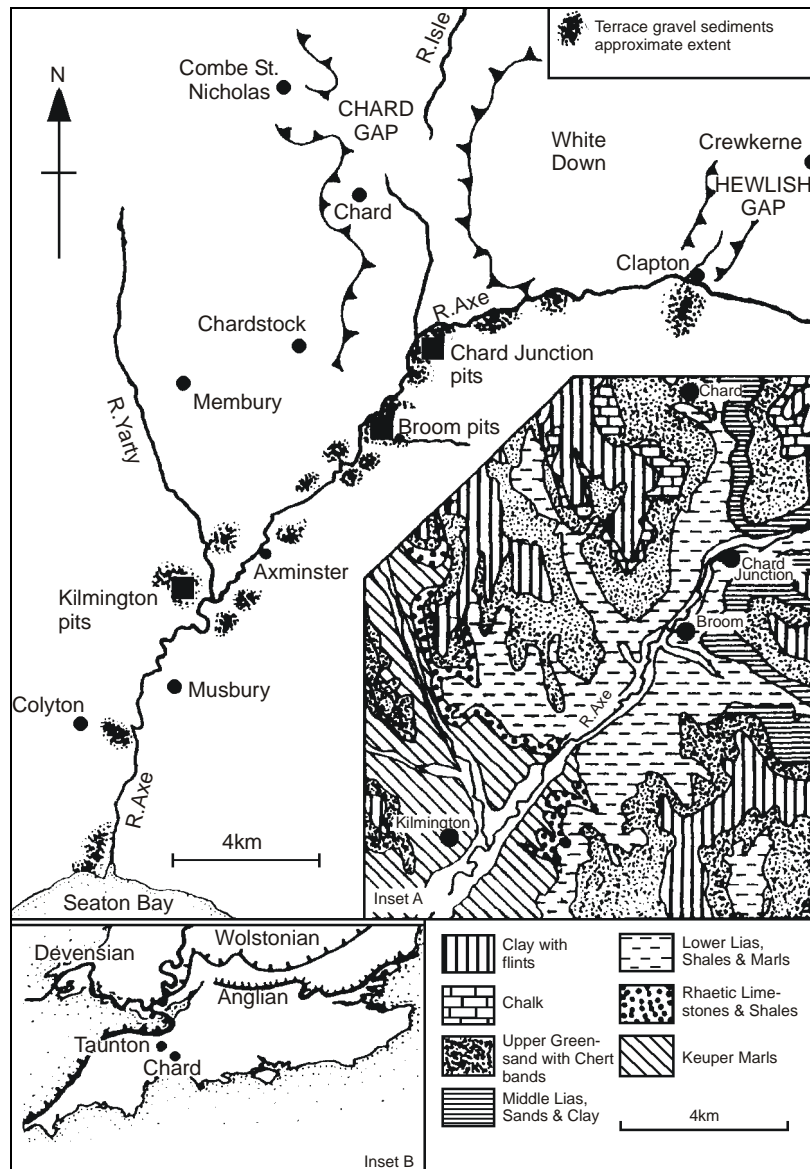 Terrace gravel sediments
approximate extent
N
Combe St.
Nicholas
R.Isle
CHARD
GAP
White
Down
Crewkerne
HEWLISH
GAP
Chard
Clapton
R.Axe
Chardstock
Chard Junction
pits
Membury
R.Yarty
Broom pits
Axminster
Kilmington
pits
Musbury
Colyton
R.Axe
4km
Seaton Bay
Chard
Chard
Junction
Broom
R.Axe
Kilmington
Inset A
Devensian
Wolstonian
Anglian
Taunton
Chard
Inset B
Clay with
flints
Chalk
Upper Green-
sand with Chert
bands
Middle Lias,
Sands & Clay
Lower Lias,
Shales & Marls
Rhaetic Lime-
stones & Shales
Keuper Marls
4km